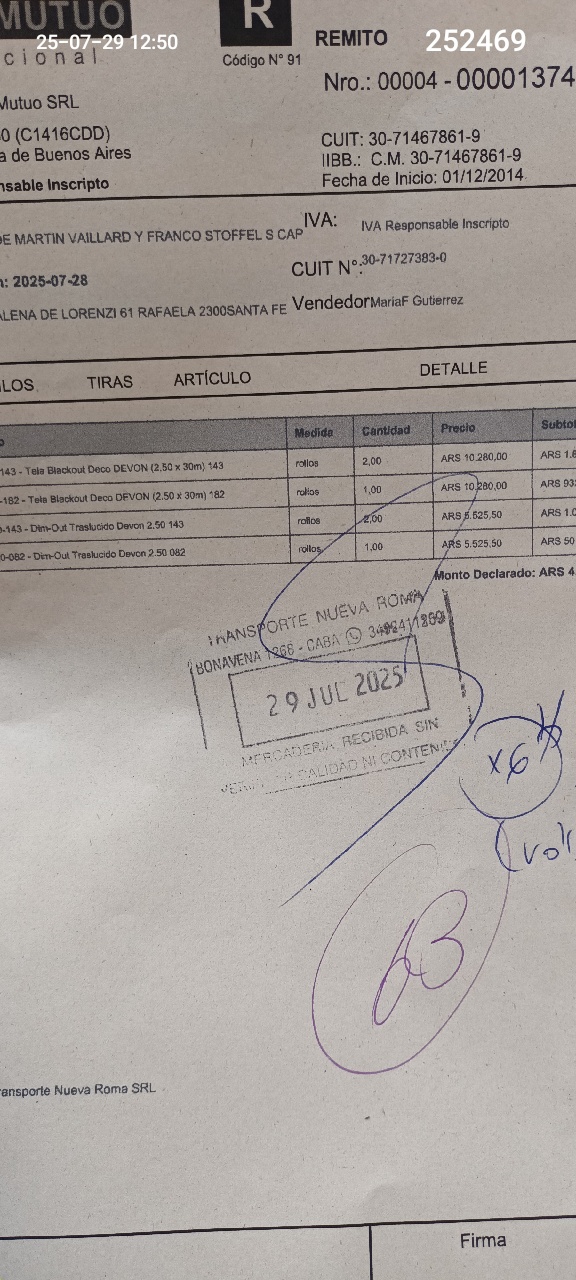 MUTUO
25-07-29 12:50
cional
R
Código N° 91
REMITO
252469
Nro.: 00004 - 00001374
Mutuo SRL
0 (C1416CDD)
a de Buenos Aires
nsable Inscripto
CUIT: 30-71467861-9
IIBB.: C.M. 30-71467861-9
Fecha de Inicio: 01/12/2014
DE MARTIN VAILLARD Y FRANCO STOFFEL S CAP
IVA: IVA Responsable Inscripto
n: 2025-07-28
CUIT N°: 30-71727383-0
ALENA DE LORENZI 61 RAFAELA 2300SANTA FE
Vendedor MariaF Gutierrez
LOS TIRAS ARTÍCULO DETALLE
o Medida Cantidad Precio Subtot
143 - Tela Blackout Deco DEVON (2.50 x 30m) 143 rollos 2,00 ARS 10.280,00 ARS 1.6
-182 - Tela Blackout Deco DEVON (2.50 x 30m) 182 rollos 1,00 ARS 10.280,00 ARS 93
0-143 - Dim-Out Traslucido Devon 2.50 143 rollos 2,00 ARS 5.525,50 ARS 1.0
0-082 - Dim-Out Traslucido Devon 2.50 082 rollos 1,00 ARS 5.525,50 ARS 50
Monto Declarado: ARS 4
TRANSPORTE NUEVA ROMA
BONAVENA 1266 - CABA
29 JUL 2025
MERCADERIA RECIBIDA SIN
CALIDAD NI CONTENI
x6
ransporte Nueva Roma SRL
Firma